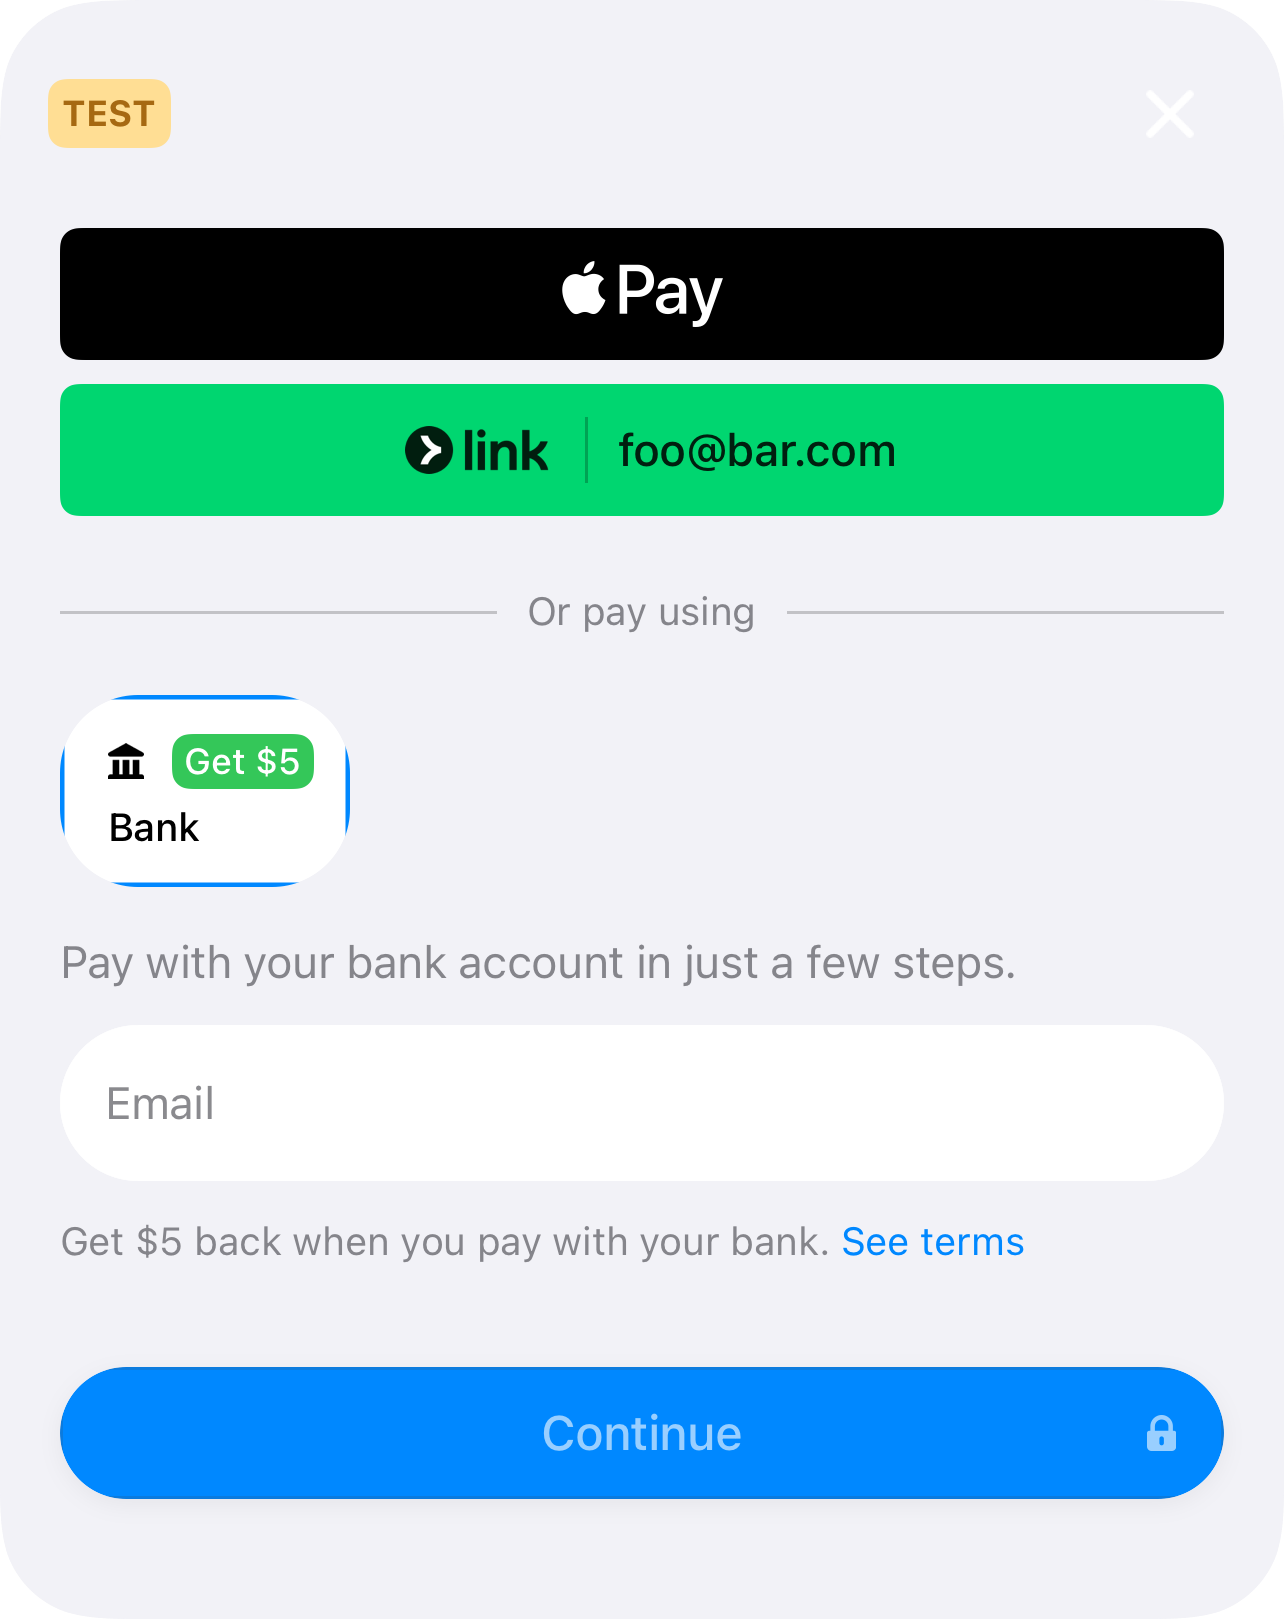 TEST
Pay
link foo@bar.com
Or pay using
Get $5
Bank
Pay with your bank account in just a few steps.
Email
Get $5 back when you pay with your bank. See terms
Continue